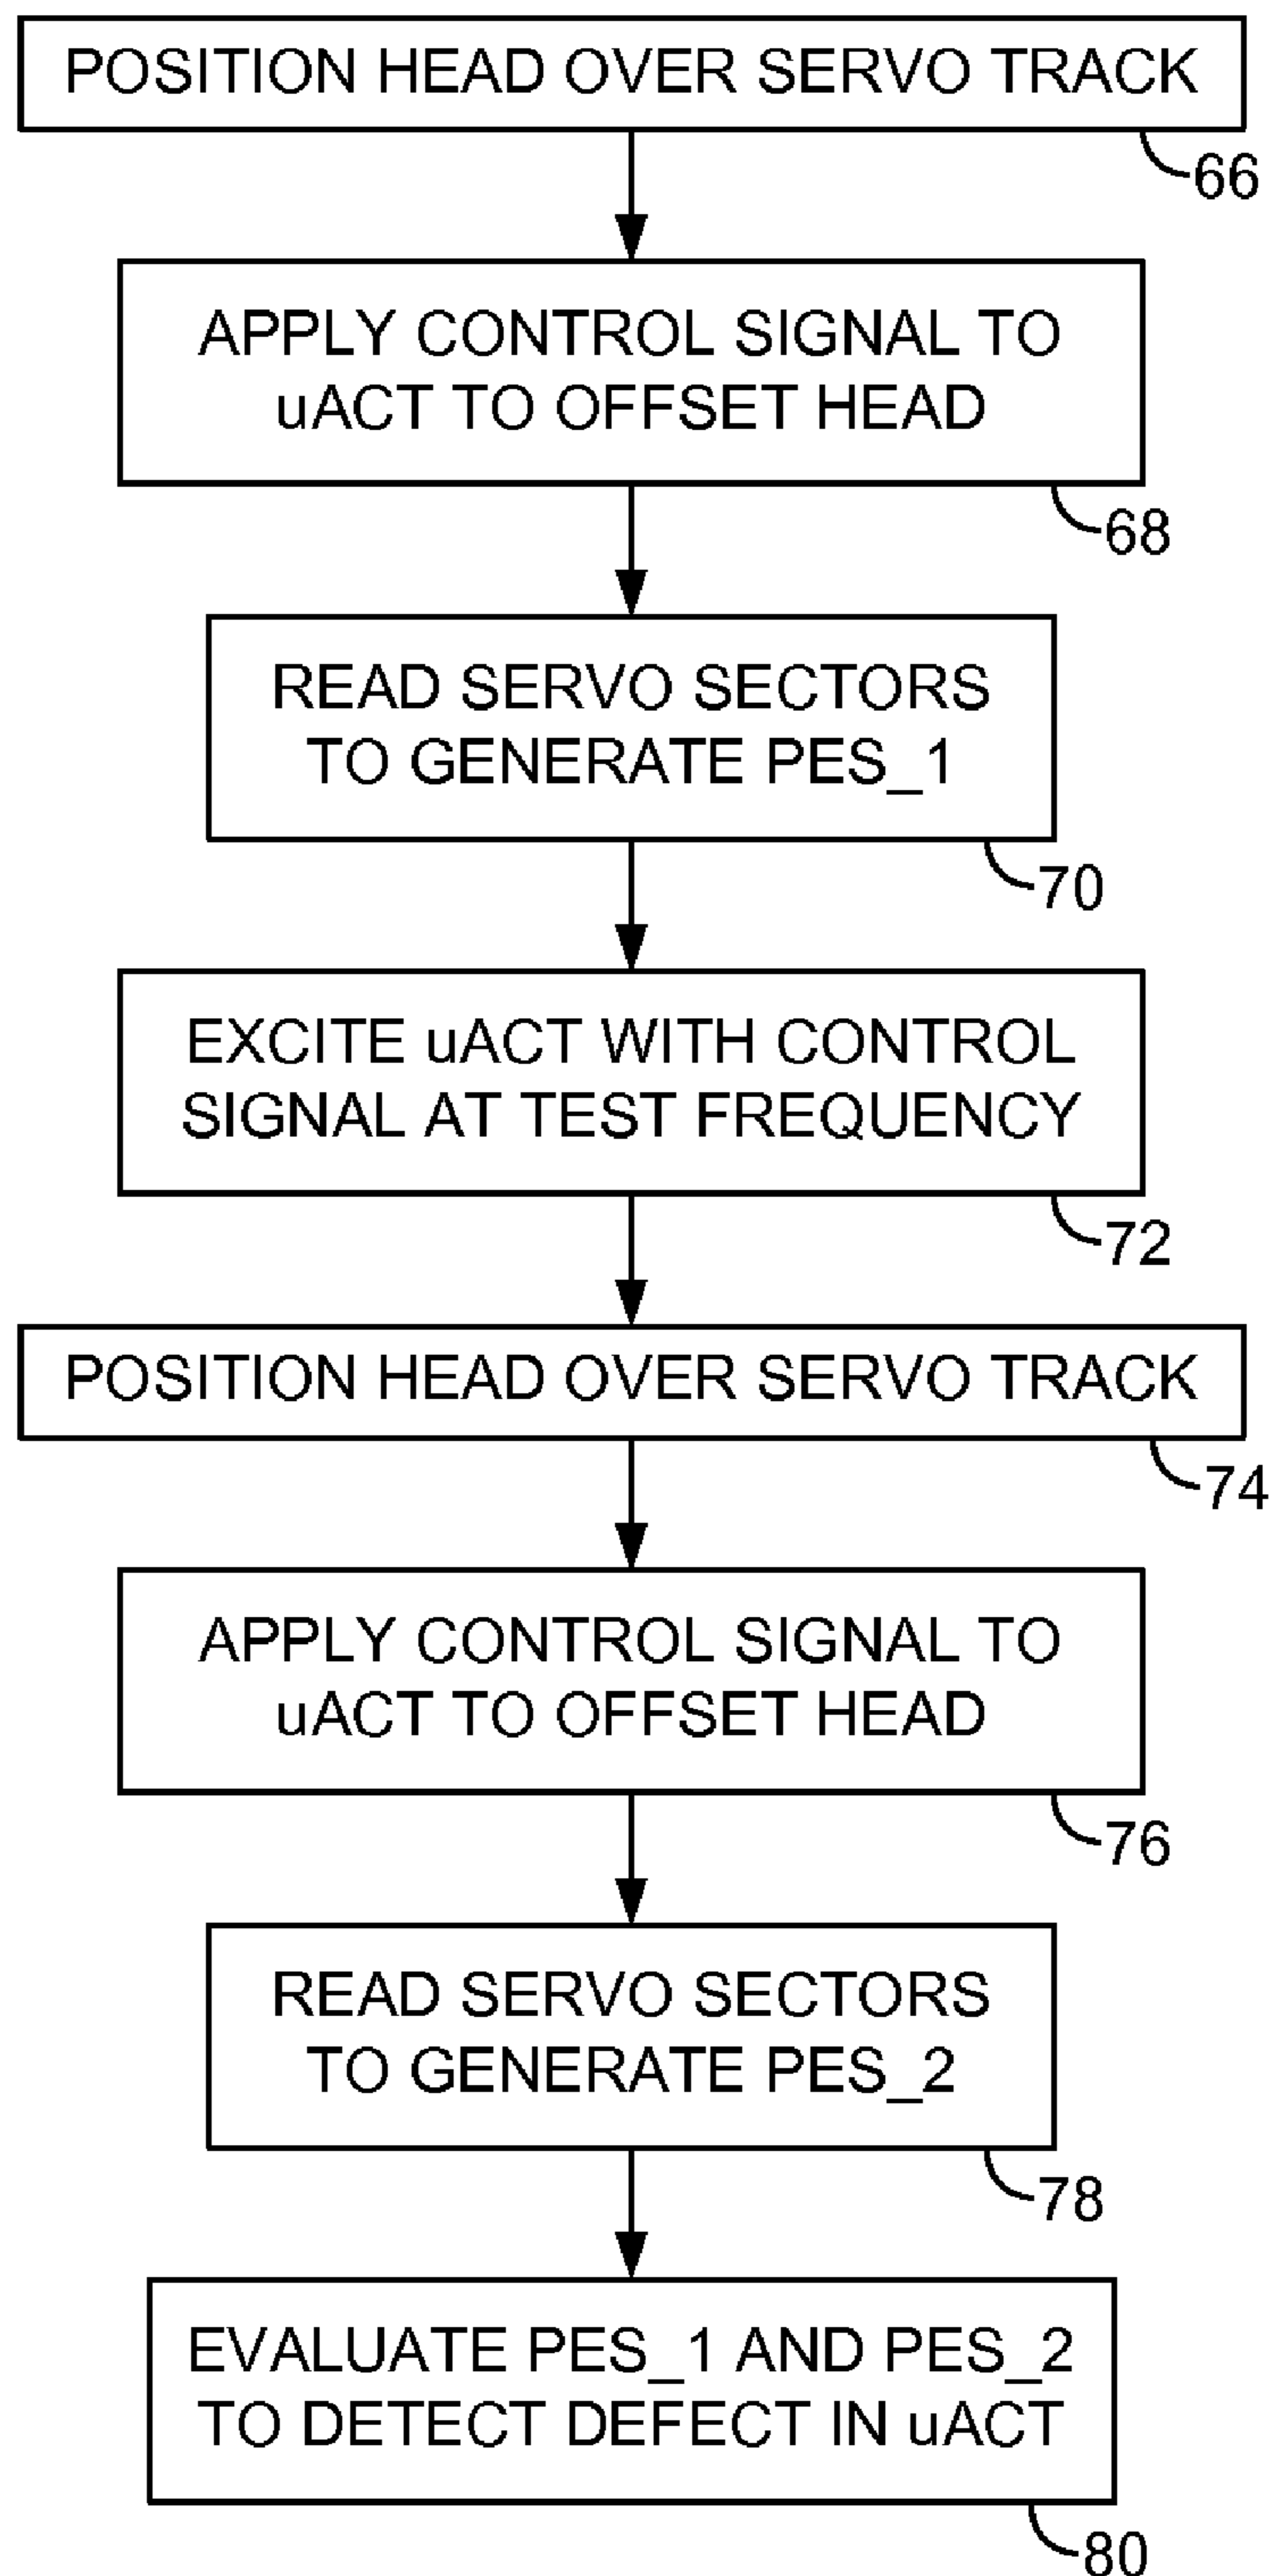 POSITION HEAD OVER SERVO TRACK
66
APPLY CONTROL SIGNAL TO
uACT TO OFFSET HEAD
68
READ SERVO SECTORS
TO GENERATE PES_1
70
EXCITE uACT WITH CONTROL
SIGNAL AT TEST FREQUENCY
72
POSITION HEAD OVER SERVO TRACK
74
APPLY CONTROL SIGNAL TO
uACT TO OFFSET HEAD
76
READ SERVO SECTORS
TO GENERATE PES_2
78
EVALUATE PES_1 AND PES_2
TO DETECT DEFECT IN uACT
80